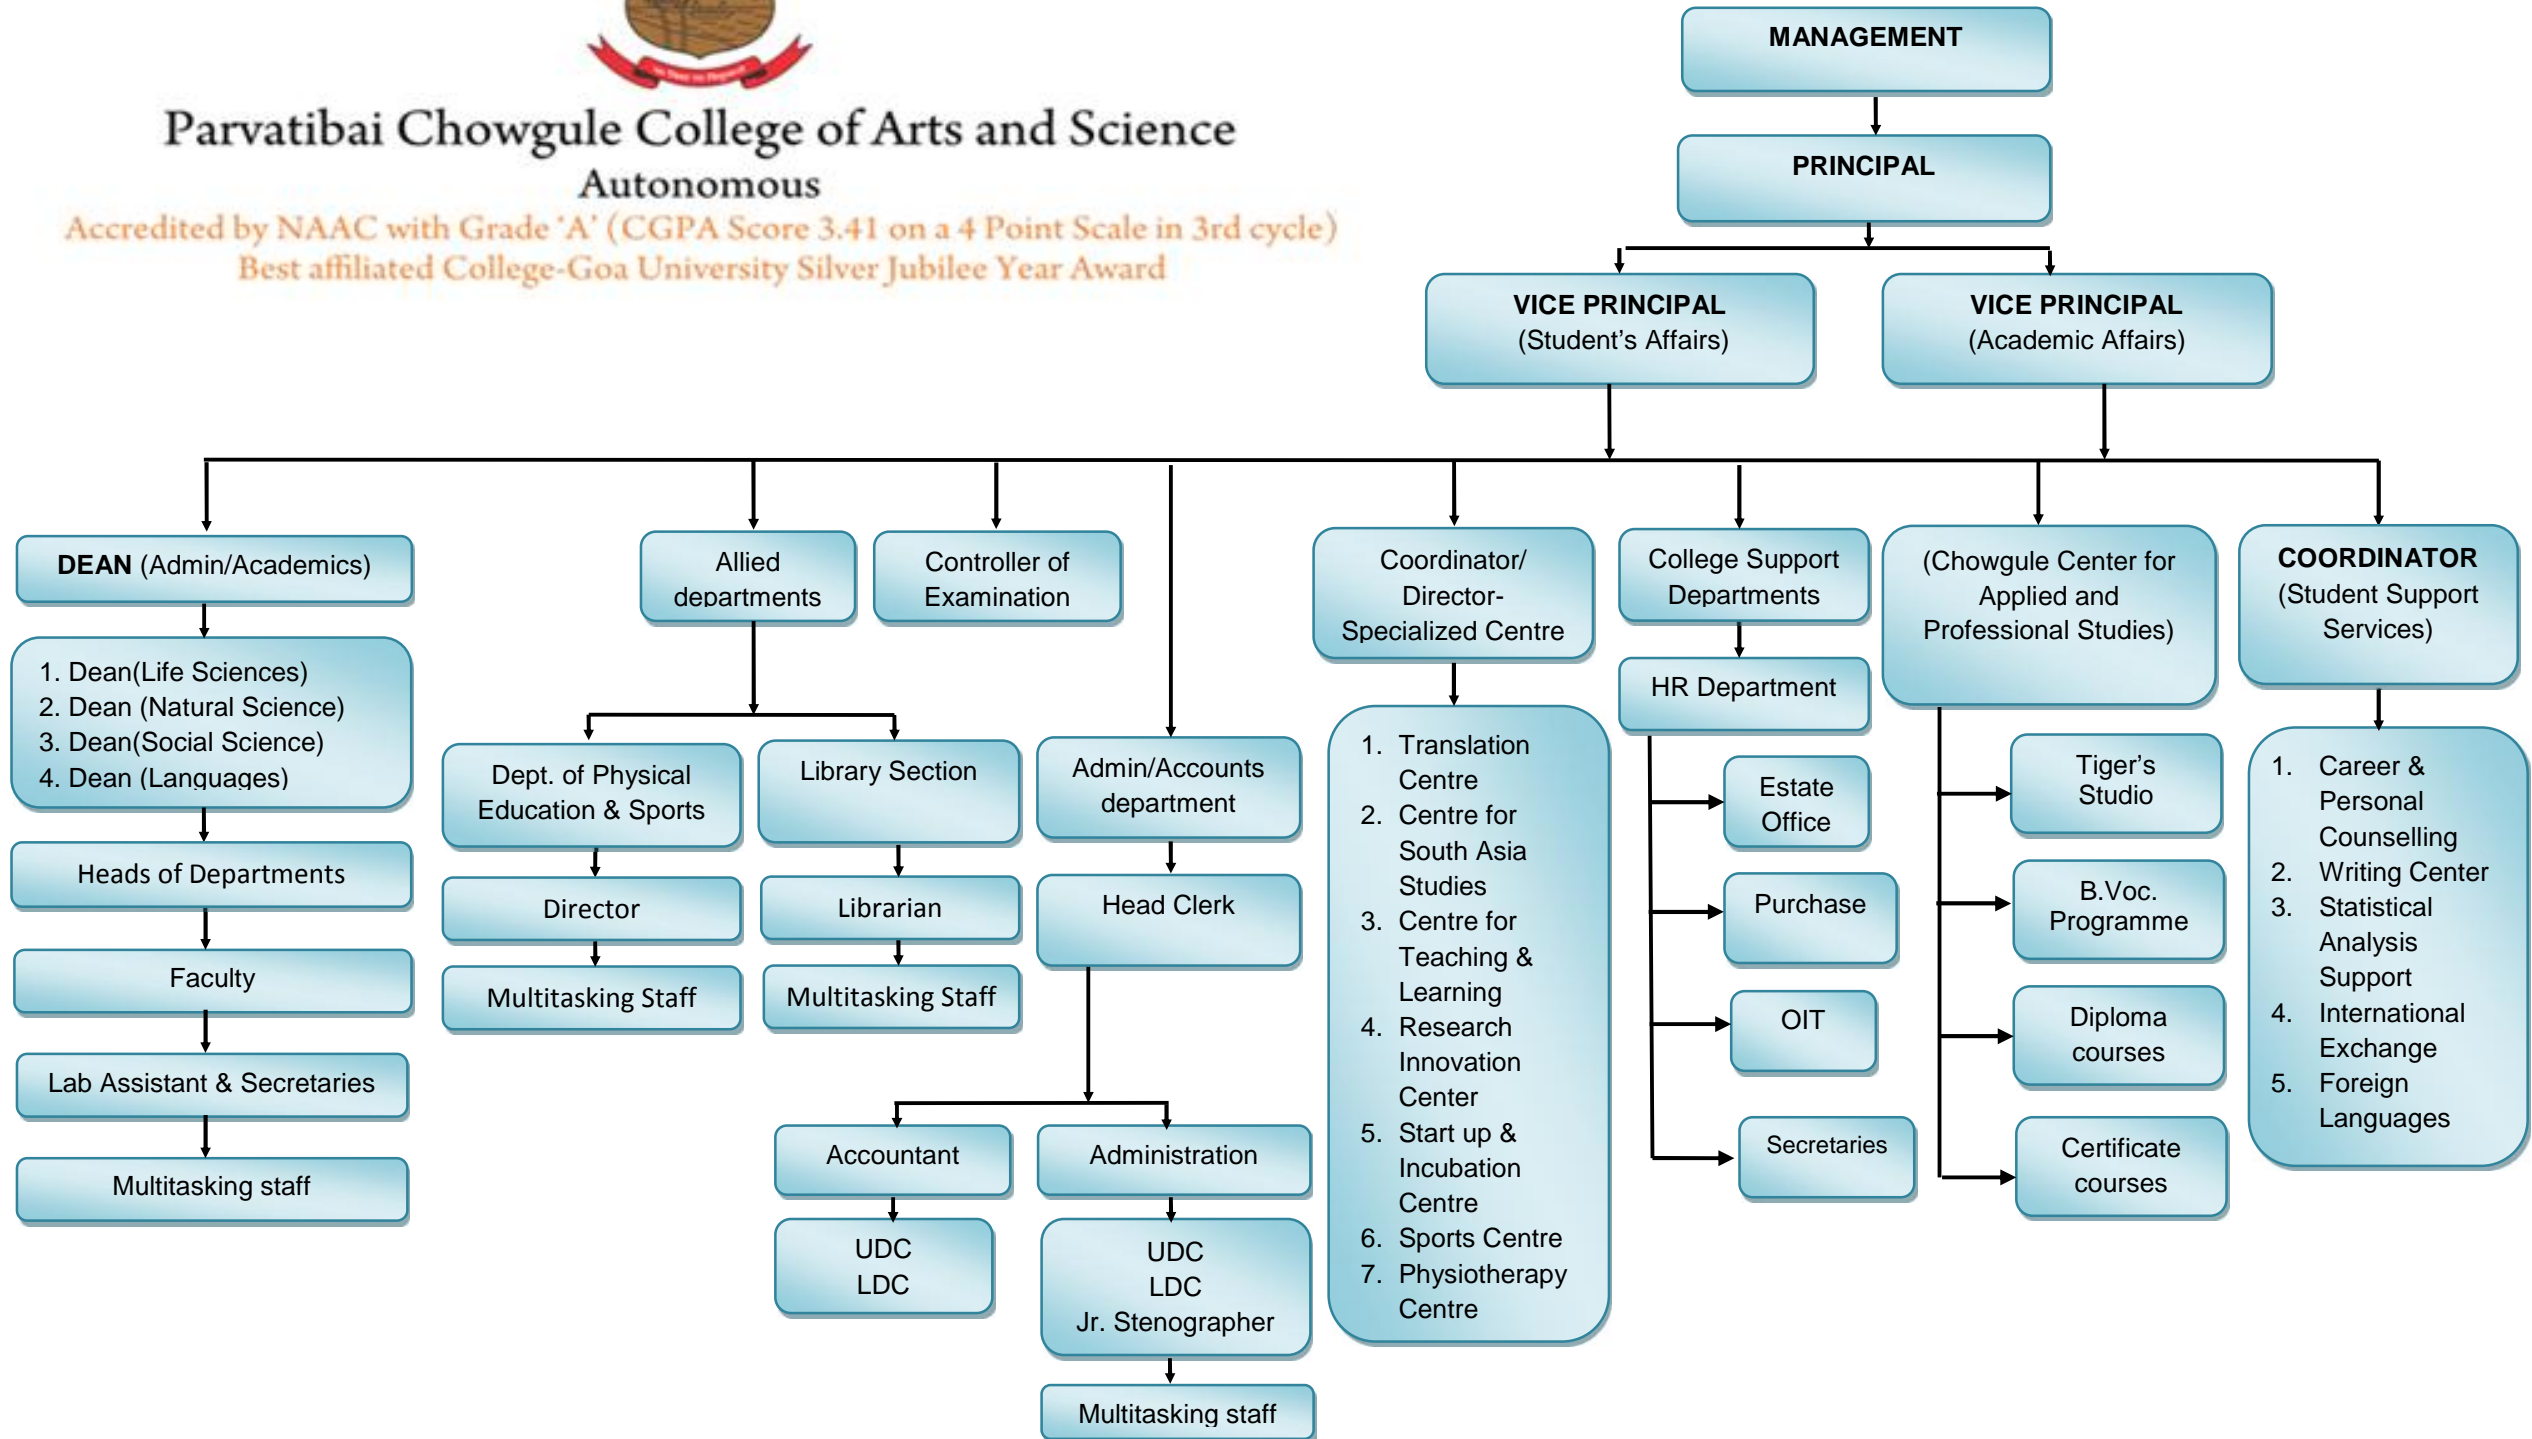 Parvatibai Chowgule College of Arts and Science
Autonomous
Accredited by NAAC with Grade 'A' (CGPA Score 3.41 on a 4 Point Scale in 3rd cycle)
Best affiliated College-Goa University Silver Jubilee Year Award
MANAGEMENT
PRINCIPAL
VICE PRINCIPAL
(Student's Affairs)
VICE PRINCIPAL
(Academic Affairs)
DEAN (Admin/Academics)
1. Dean(Life Sciences)
2. Dean (Natural Science)
3. Dean(Social Science)
4. Dean (Languages)
Heads of Departments
Faculty
Lab Assistant & Secretaries
Multitasking staff
Allied
departments
Dept. of Physical
Education & Sports
Director
Multitasking Staff
Library Section
Librarian
Multitasking Staff
Controller of
Examination
Admin/Accounts
department
Head Clerk
Accountant
UDC
LDC
Administration
UDC
LDC
Jr. Stenographer
Multitasking staff
Coordinator/
Director-
Specialized Centre
1. Translation
Centre
2. Centre for
South Asia
Studies
3. Centre for
Teaching &
Learning
4. Research
Innovation
Center
5. Start up &
Incubation
Centre
6. Sports Centre
7. Physiotherapy
Centre
College Support
Departments
HR Department
Estate
Office
Purchase
OIT
Secretaries
(Chowgule Center for
Applied and
Professional Studies)
Tiger's
Studio
B.Voc.
Programme
Diploma
courses
Certificate
courses
COORDINATOR
(Student Support
Services)
1. Career &
Personal
Counselling
2. Writing Center
3. Statistical
Analysis
Support
4. International
Exchange
5. Foreign
Languages